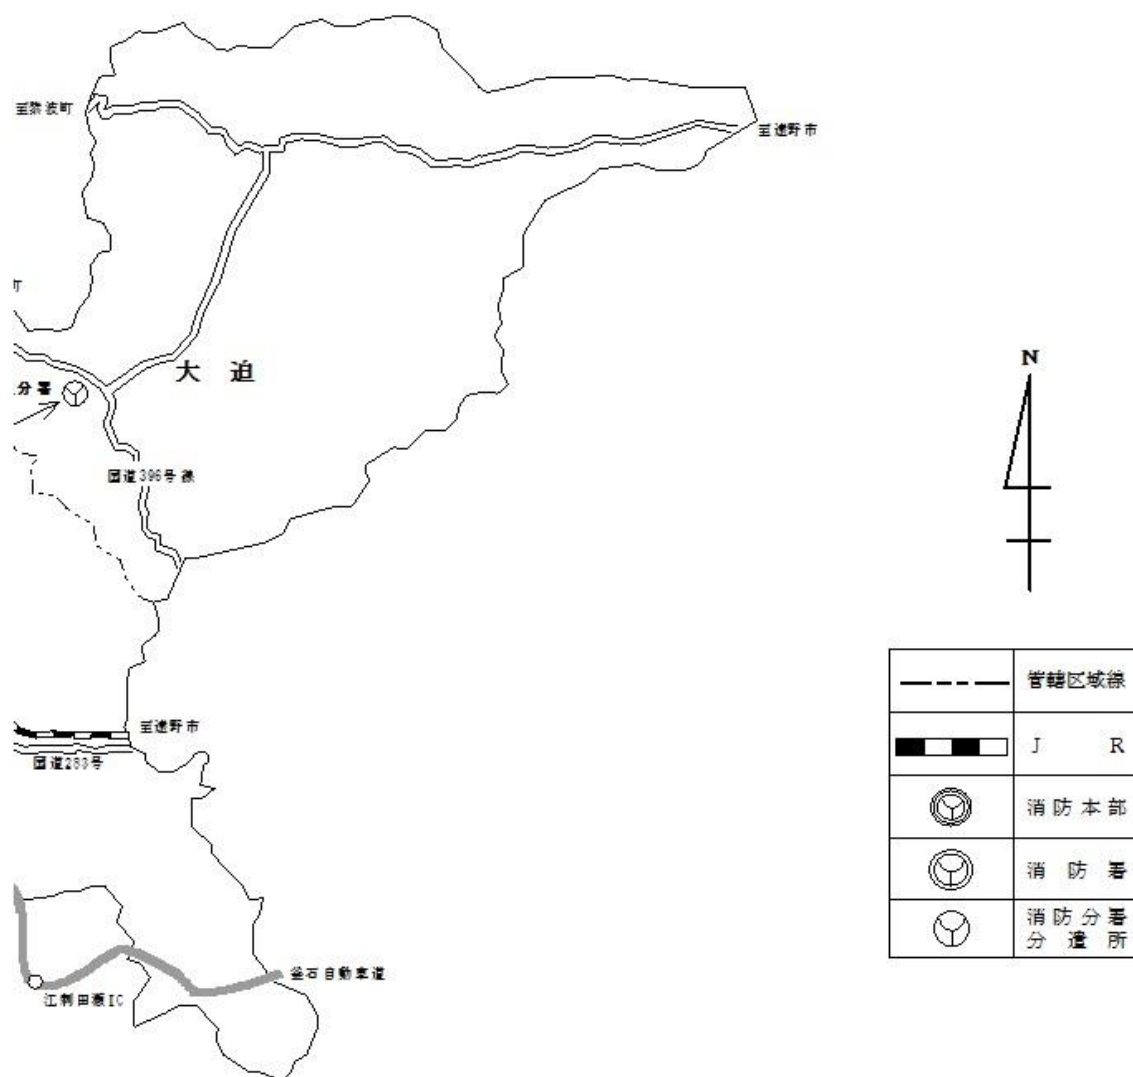 至紫波町
至遠野市
町
大 迫
分署
国道396号線
至遠野市
国道283号
釜石自動車道
江刺田瀬IC
N
管轄区域線
J R
消防本部
消防署
消防分署
分遣所